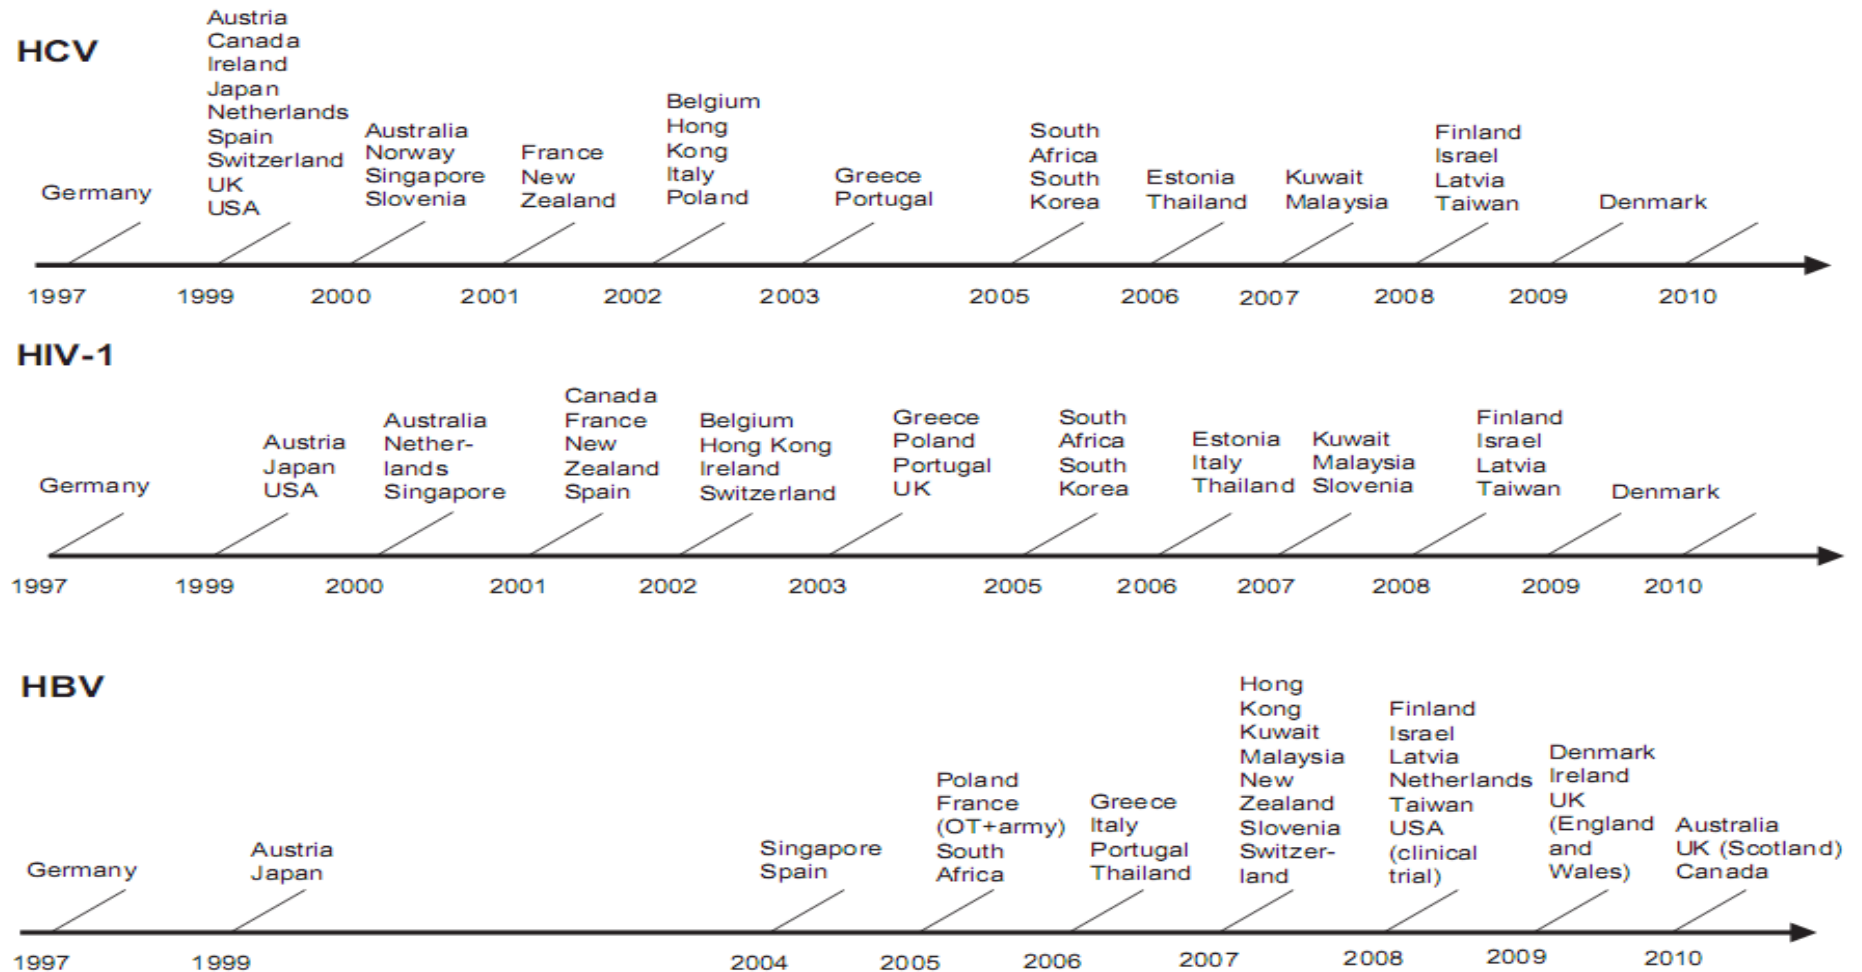 HCV
Austria
Canada
Ireland
Japan
Netherlands
Spain
Switzerland
UK
USA
Germany
Australia
Norway
Singapore
Slovenia
France
New
Zealand
Belgium
Hong
Kong
Italy
Poland
Greece
Portugal
South
Africa
South
Korea
Estonia
Thailand
Kuwait
Malaysia
Finland
Israel
Latvia
Taiwan
Denmark
1997 1999 2000 2001 2002 2003 2005 2006 2007 2008 2009 2010
HIV-1
Germany
Austria
Japan
USA
Australia
Nether-
lands
Singapore
Canada
France
New
Zealand
Spain
Belgium
Hong Kong
Ireland
Switzerland
Greece
Poland
Portugal
UK
South
Africa
South
Korea
Estonia
Italy
Thailand
Kuwait
Malaysia
Slovenia
Finland
Israel
Latvia
Taiwan
Denmark
1997 1999 2000 2001 2002 2003 2005 2006 2007 2008 2009 2010
HBV
Germany
Austria
Japan
Singapore
Spain
Poland
France
(OT+army)
South
Africa
Greece
Italy
Portugal
Thailand
Hong
Kong
Kuwait
Malaysia
New
Zealand
Slovenia
Switzer-
land
Finland
Israel
Latvia
Netherlands
Taiwan
USA
(clinical
trial)
Denmark
Ireland
UK
(England
and
Wales)
Australia
UK (Scotland)
Canada
1997 1999 2004 2005 2006 2007 2008 2009 2010